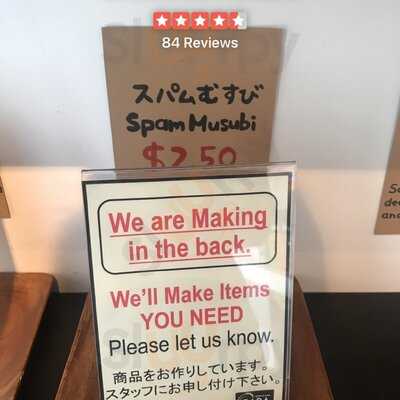 84 Reviews
スパムむすび
Spam Musubi
$2.50
We are Making
in the back.
We'll Make Items
YOU NEED
Please let us know.
商品をお作りしています。
スタッフにお申し付け下さい。